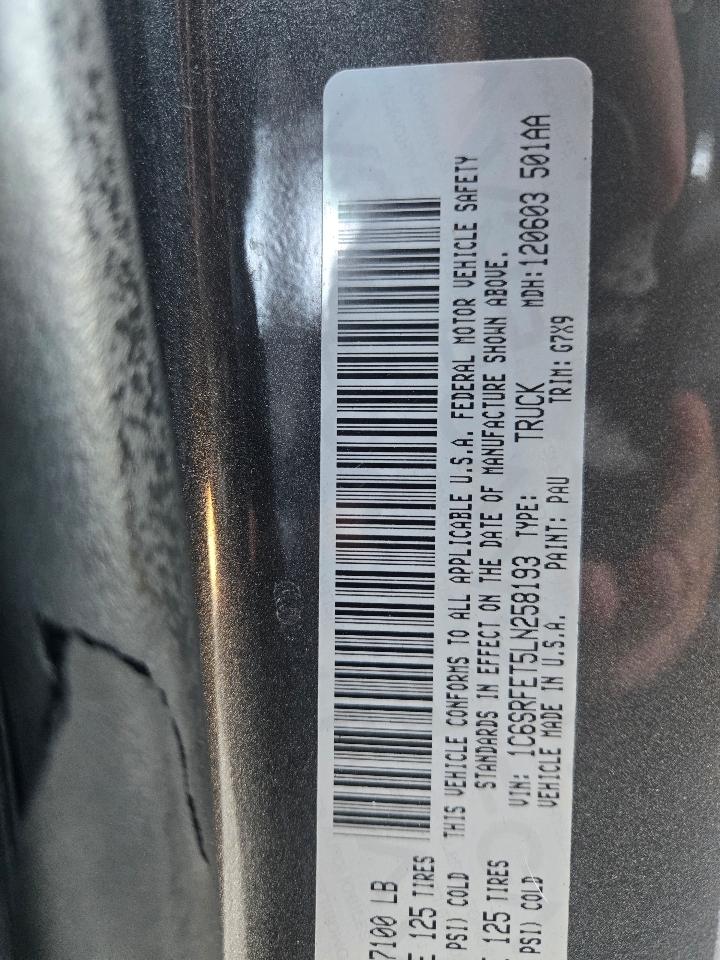 7100 LB
125 TIRES
PSI) COLD
125 TIRES
PSI) COLD
THIS VEHICLE CONFORMS TO ALL APPLICABLE U.S.A. FEDERAL MOTOR VEHICLE SAFETY
STANDARDS IN EFFECT ON THE DATE OF MANUFACTURE SHOWN ABOVE.
VIN: 1C6SRFET5LN258193 TYPE: TRUCK MDH:120603 501AA
VEHICLE MADE IN U.S.A. PAINT: PAU TRIM: G7X9